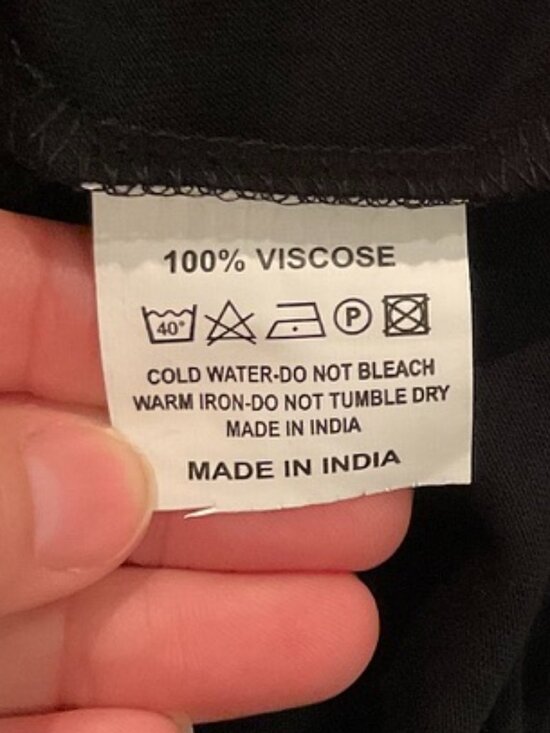 100% VISCOSE
40° P
COLD WATER-DO NOT BLEACH
WARM IRON-DO NOT TUMBLE DRY
MADE IN INDIA
MADE IN INDIA